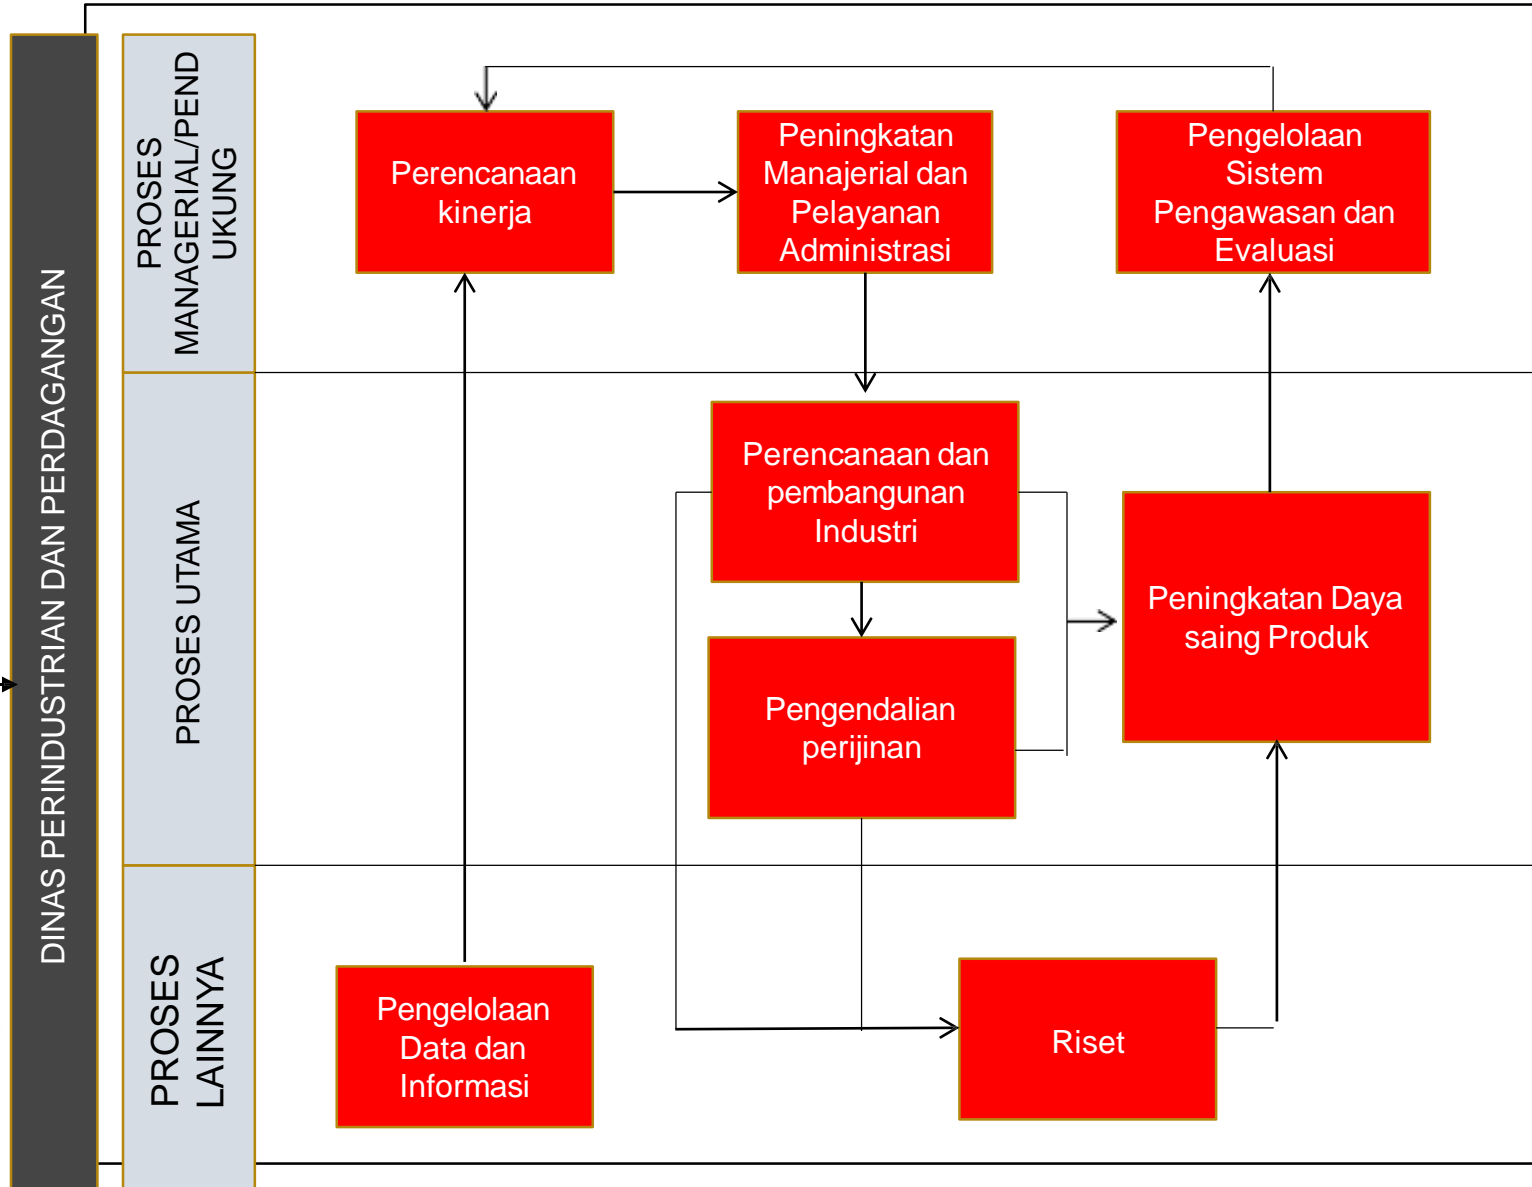 DINAS PERINDUSTRIAN DAN PERDAGANGAN
PROSES
MANAGERIAL/PEND
UKUNG
Perencanaan
kinerja
Peningkatan
Manajerial dan
Pelayanan
Administrasi
Pengelolaan
Sistem
Pengawasan dan
Evaluasi
PROSES UTAMA
Perencanaan dan
pembangunan
Industri
Pengendalian
perijinan
Peningkatan Daya
saing Produk
PROSES
LAINNYA
Pengelolaan
Data dan
Informasi
Riset